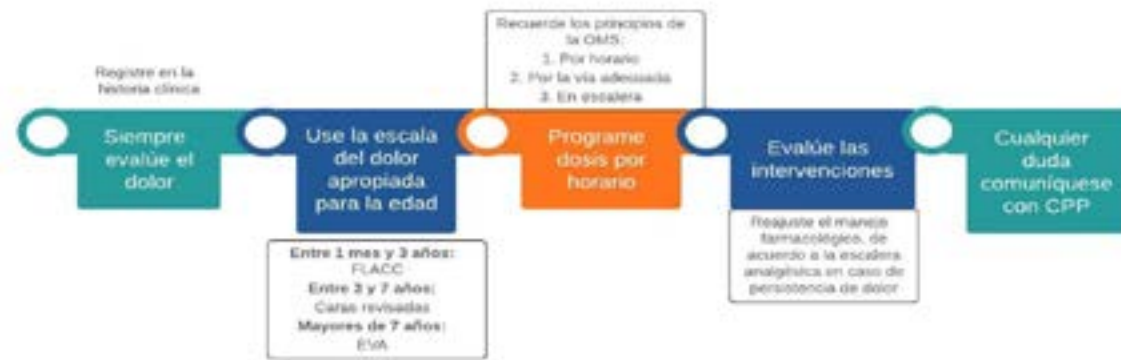 Registre en la
historia clínica
Siempre
evalúe el
dolor
Use la escala
del dolor
apropiada
para la edad
Entre 1 mes y 3 años:
FLACC
Entre 3 y 7 años:
Caras revisadas
Mayores de 7 años:
EVA
Recuerde los principios de
la OMS:
1. Por horario
2. Por la vía adecuada
3. En escalera
Programe
dosis por
horario
Evalúe las
intervenciones
Reajuste el manejo
farmacológico, de
acuerdo a la escalera
analgésica en caso de
persistencia de dolor
Cualquier
duda
comuníquese
con CPP